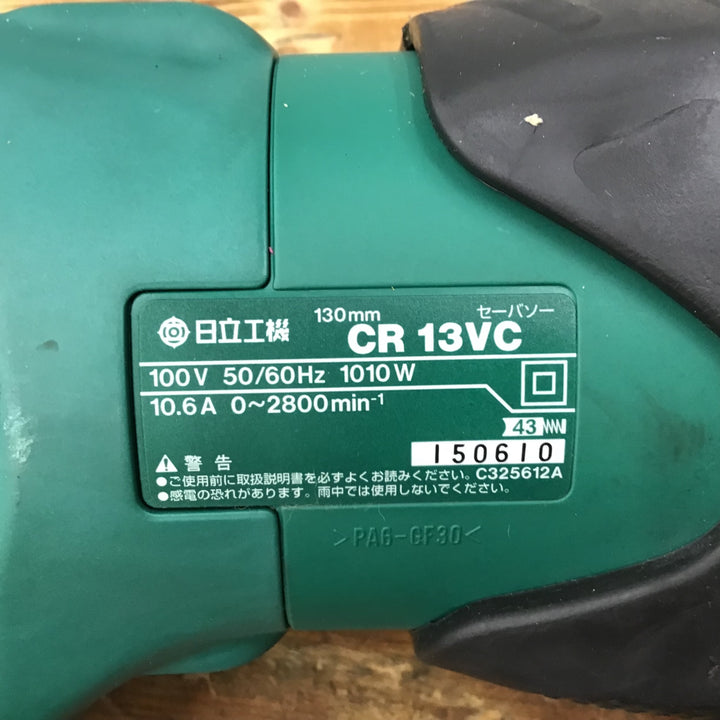 130mm セーバソー
日立工機 CR 13VC
100V 50/60Hz 1010W
10.6A 0～2800min-1
43
150610
警告
●ご使用前に取扱説明書を必ずよくお読みください。C325612A
●感電の恐れがあります。雨中では使用しないでください。
>PA6-GF30<